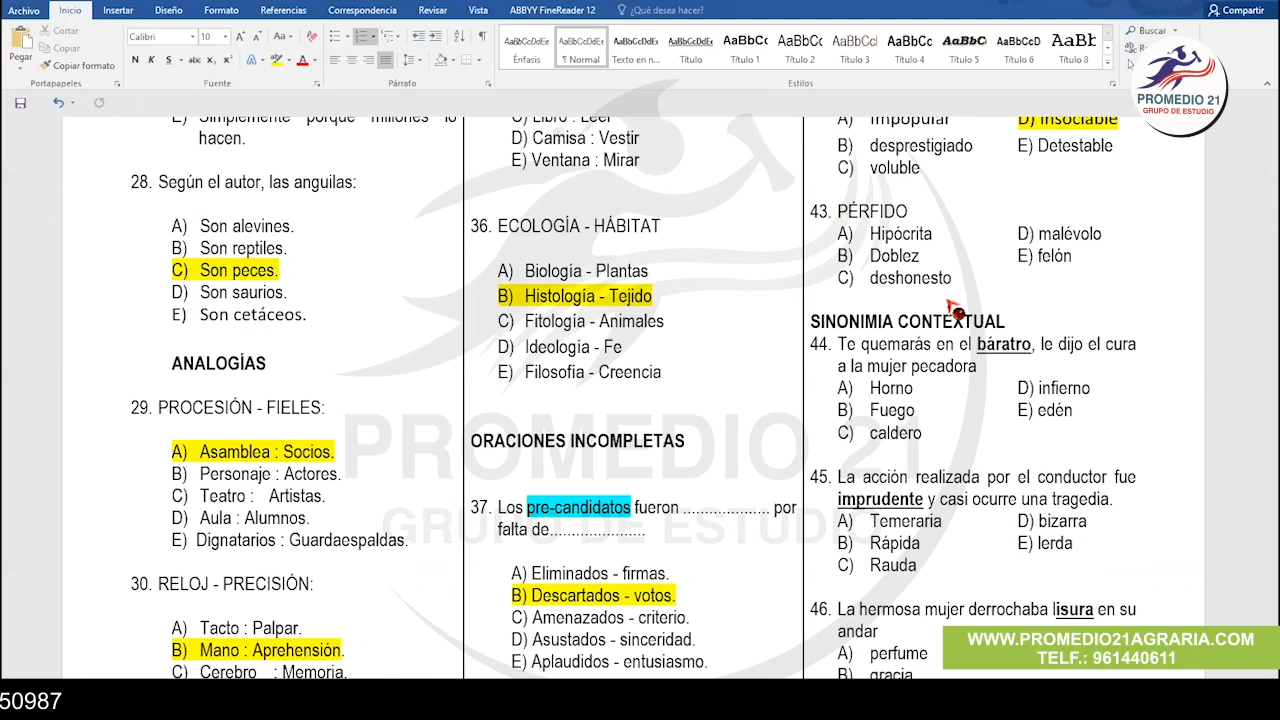 Archivo Inicio Insertar Diseño Formato Referencias Correspondencia Revisar Vista ABBYY FineReader 12 ¿Qué desea hacer? Compartir
Cortar
Copiar
Copiar formato
Pegar
Portapapeles
Calibri 10
N K S abc x₂ x²
Fuente
Párrafo
AaBbCcDdEe Énfasis
AaBbCcDdEe ¶ Normal
AaBbCcDdEe Texto en n...
AaBbCcDdEe Título
AaBbCc Título 1
AaBbCc Título 2
AaBbCcI Título 3
AaBbCc Título 4
AaBbC Título 5
AaBbCcD Título 6
AaBb Título 8
Estilos
Buscar
PROMEDIO 21
GRUPO DE ESTUDIO
E) Simplemente porque millones lo
hacen.
28. Según el autor, las anguilas:
A) Son alevines.
B) Son reptiles.
C) Son peces.
D) Son saurios.
E) Son cetáceos.
ANALOGÍAS
29. PROCESIÓN - FIELES:
A) Asamblea : Socios.
B) Personaje : Actores.
C) Teatro : Artistas.
D) Aula : Alumnos.
E) Dignatarios : Guardaespaldas.
30. RELOJ - PRECISIÓN:
A) Tacto : Palpar.
B) Mano : Aprehensión.
C) Cerebro : Memoria.
C) Libro : Leer
D) Camisa : Vestir
E) Ventana : Mirar
36. ECOLOGÍA - HÁBITAT
A) Biología - Plantas
B) Histología - Tejido
C) Fitología - Animales
D) Ideología - Fe
E) Filosofía - Creencia
ORACIONES INCOMPLETAS
37. Los pre-candidatos fueron .................... por
falta de......................
A) Eliminados - firmas.
B) Descartados - votos.
C) Amenazados - criterio.
D) Asustados - sinceridad.
E) Aplaudidos - entusiasmo.
A) Impopular D) Insociable
B) desprestigiado E) Detestable
C) voluble
43. PÉRFIDO
A) Hipócrita D) malévolo
B) Doblez E) felón
C) deshonesto
SINONIMIA CONTEXTUAL
44. Te quemarás en el báratro, le dijo el cura
a la mujer pecadora
A) Horno D) infierno
B) Fuego E) edén
C) caldero
45. La acción realizada por el conductor fue
imprudente y casi ocurre una tragedia.
A) Temeraria D) bizarra
B) Rápida E) lerda
C) Rauda
46. La hermosa mujer derrochaba lisura en su
andar
A) perfume
B) gracia
PROMEDIO 21
GRUPO DE ESTUDIO
WWW.PROMEDIO21AGRARIA.COM
TELF.: 961440611
50987